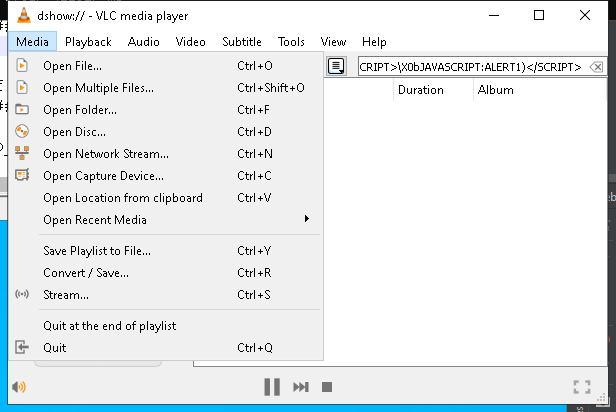 dshow:// - VLC media player
Media Playback Audio Video Subtitle Tools View Help
Open File... Ctrl+O
CRIPT>\X0bJAVASCRIPT:ALERT1)</SCRIPT>
Open Multiple Files... Ctrl+Shift+O
Duration Album
Open Folder... Ctrl+F
Open Disc... Ctrl+D
Open Network Stream... Ctrl+N
Open Capture Device... Ctrl+C
Open Location from clipboard Ctrl+V
Open Recent Media
Save Playlist to File... Ctrl+Y
Convert / Save... Ctrl+R
Stream... Ctrl+S
Quit at the end of playlist
Quit Ctrl+Q